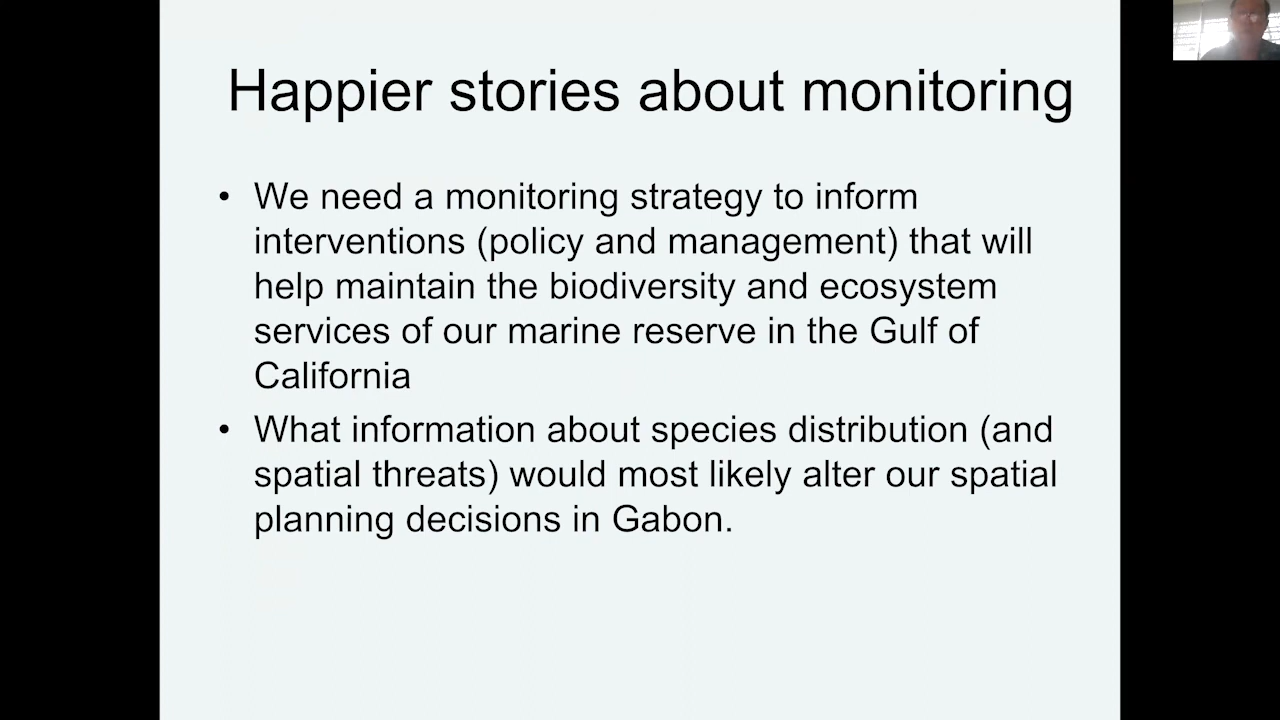 Happier stories about monitoring
• We need a monitoring strategy to inform
interventions (policy and management) that will
help maintain the biodiversity and ecosystem
services of our marine reserve in the Gulf of
California
• What information about species distribution (and
spatial threats) would most likely alter our spatial
planning decisions in Gabon.